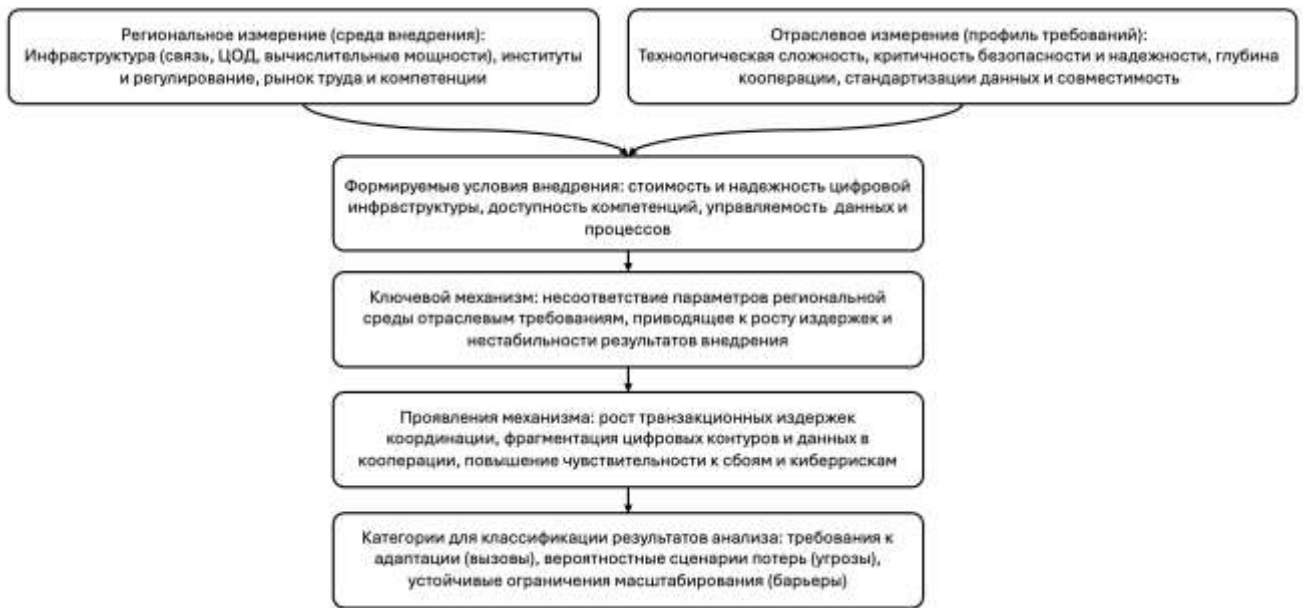 Региональное измерение (среда внедрения):
Инфраструктура (связь, ЦОД, вычислительные мощности), институты
и регулирование, рынок труда и компетенции
Отраслевое измерение (профиль требований):
Технологическая сложность, критичность безопасности и надежности, глубина
кооперации, стандартизации данных и совместимость
Формируемые условия внедрения: стоимость и надежность цифровой
инфраструктуры, доступность компетенций, управляемость данных и
процессов
Ключевой механизм: несоответствие параметров региональной
среды отраслевым требованиям, приводящее к росту издержек и
нестабильности результатов внедрения
Проявления механизма: рост транзакционных издержек
координации, фрагментация цифровых контуров и данных в
кооперации, повышение чувствительности к сбоям и киберрискам
Категории для классификации результатов анализа: требования к
адаптации (вызовы), вероятностные сценарии потерь (угрозы),
устойчивые ограничения масштабирования (барьеры)